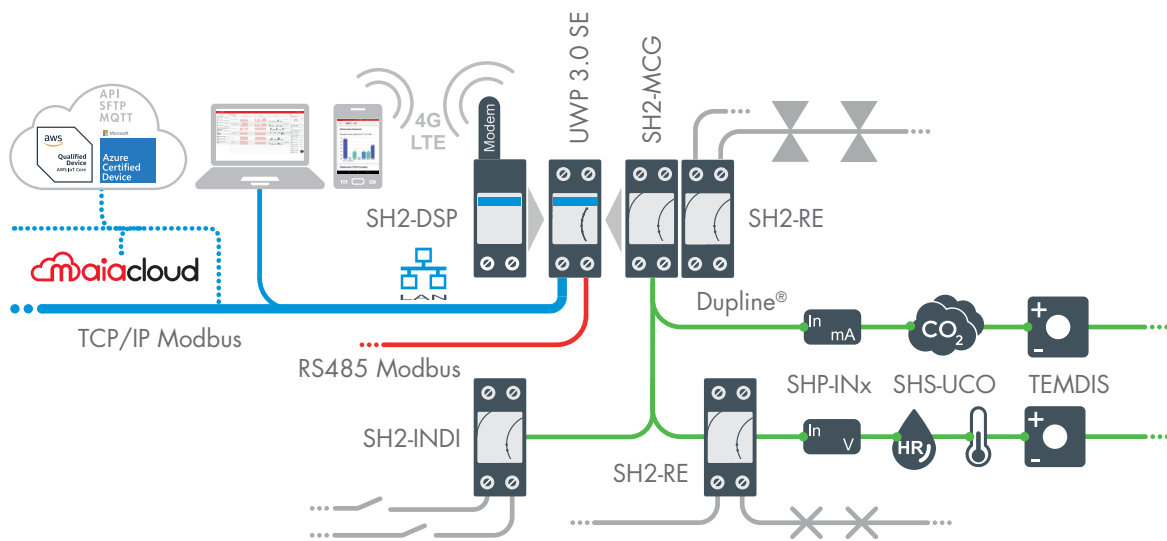 API
SFTP
MQTT
aws
Qualified
Device
AWS IoT Core
Microsoft
Azure
Certified
Device
4G
LTE
Modem
UWP 3.0 SE
SH2-MCG
SH2-DSP
SH2-RE
maiacloud
LAN
Dupline®
TCP/IP Modbus
RS485 Modbus
In
mA
CO2
+
-
SHP-INx
SHS-UCO
TEMDIS
SH2-INDI
In
V
HR
+
-
SH2-RE